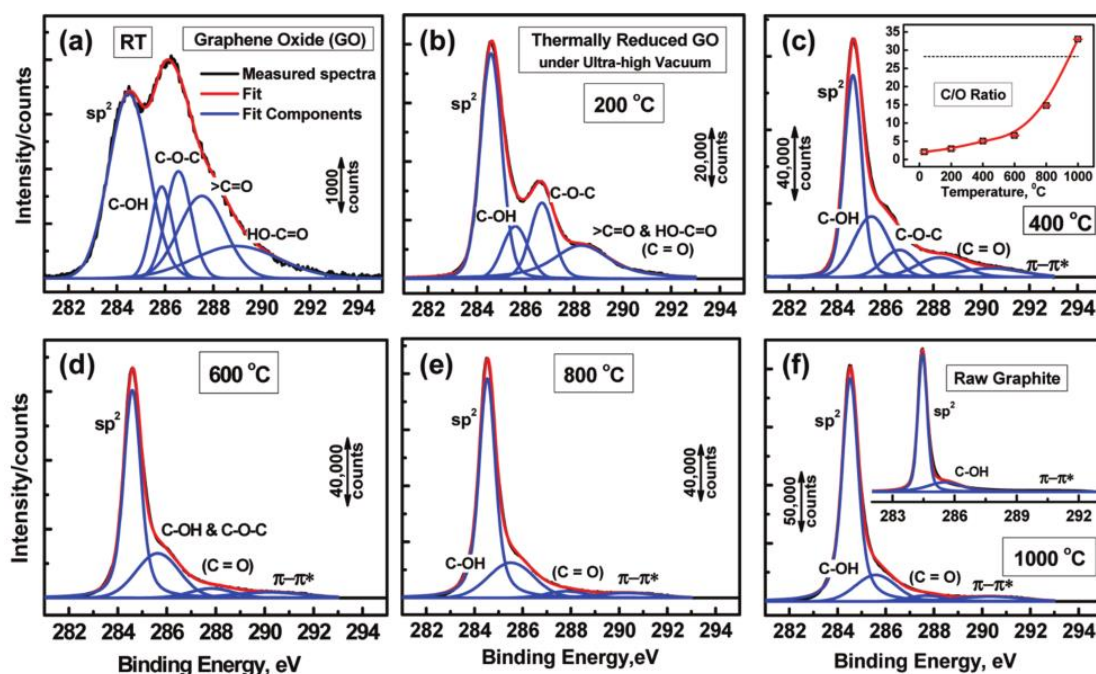 (a)
RT
Graphene Oxide (GO)
Measured spectra
Fit
Fit Components
sp²
C-OH
C-O-C
>C=O
HO-C=O
1000
counts
Intensity/counts
282 284 286 288 290 292 294
(b)
Thermally Reduced GO
under Ultra-high Vacuum
200 °C
sp²
C-OH
C-O-C
>C=O & HO-C=O
(C = O)
20,000
counts
282 284 286 288 290 292 294
(c)
35
30
25
20
15
10
5
0
C/O Ratio
0 200 400 600 800 1000
Temperature, °C
400 °C
sp²
40,000
counts
C-OH
C-O-C
(C = O)
π–π*
282 284 286 288 290 292 294
(d)
600 °C
sp²
40,000
counts
C-OH & C-O-C
(C = O)
π–π*
Intensity/counts
282 284 286 288 290 292 294
Binding Energy, eV
(e)
800 °C
sp²
40,000
counts
C-OH
(C = O)
π–π*
282 284 286 288 290 292 294
Binding Energy,eV
(f)
Raw Graphite
sp²
C-OH
π–π*
283 286 289 292
1000 °C
sp²
50,000
counts
C-OH
(C = O)
π–π*
282 284 286 288 290 292 294
Binding Energy, eV